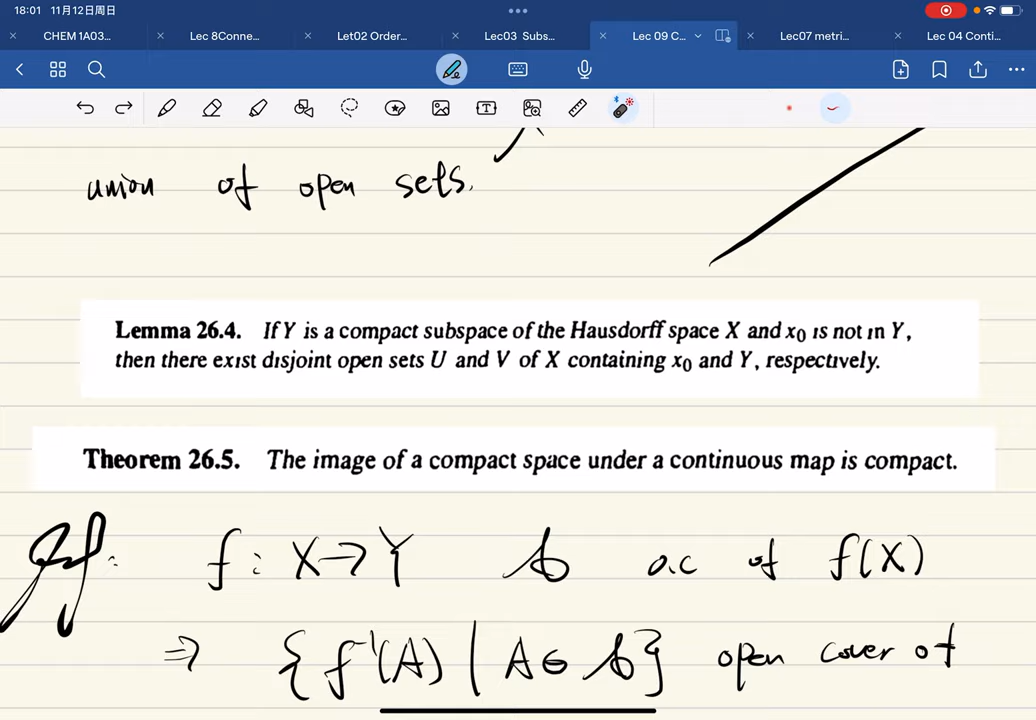 18:01 11月12日周日
CHEM 1A03... Lec 8Conne... Let02 Order... Lec03 Subs... Lec 09 C... Lec07 metri... Lec 04 Conti...
union of open sets.
Lemma 26.4. If Y is a compact subspace of the Hausdorff space X and x₀ is not in Y,
then there exist disjoint open sets U and V of X containing x₀ and Y, respectively.
Theorem 26.5. The image of a compact space under a continuous map is compact.
f: X → Y o.c of f(X)
⇒ {f⁻¹(A) | A ∈ } open cover of